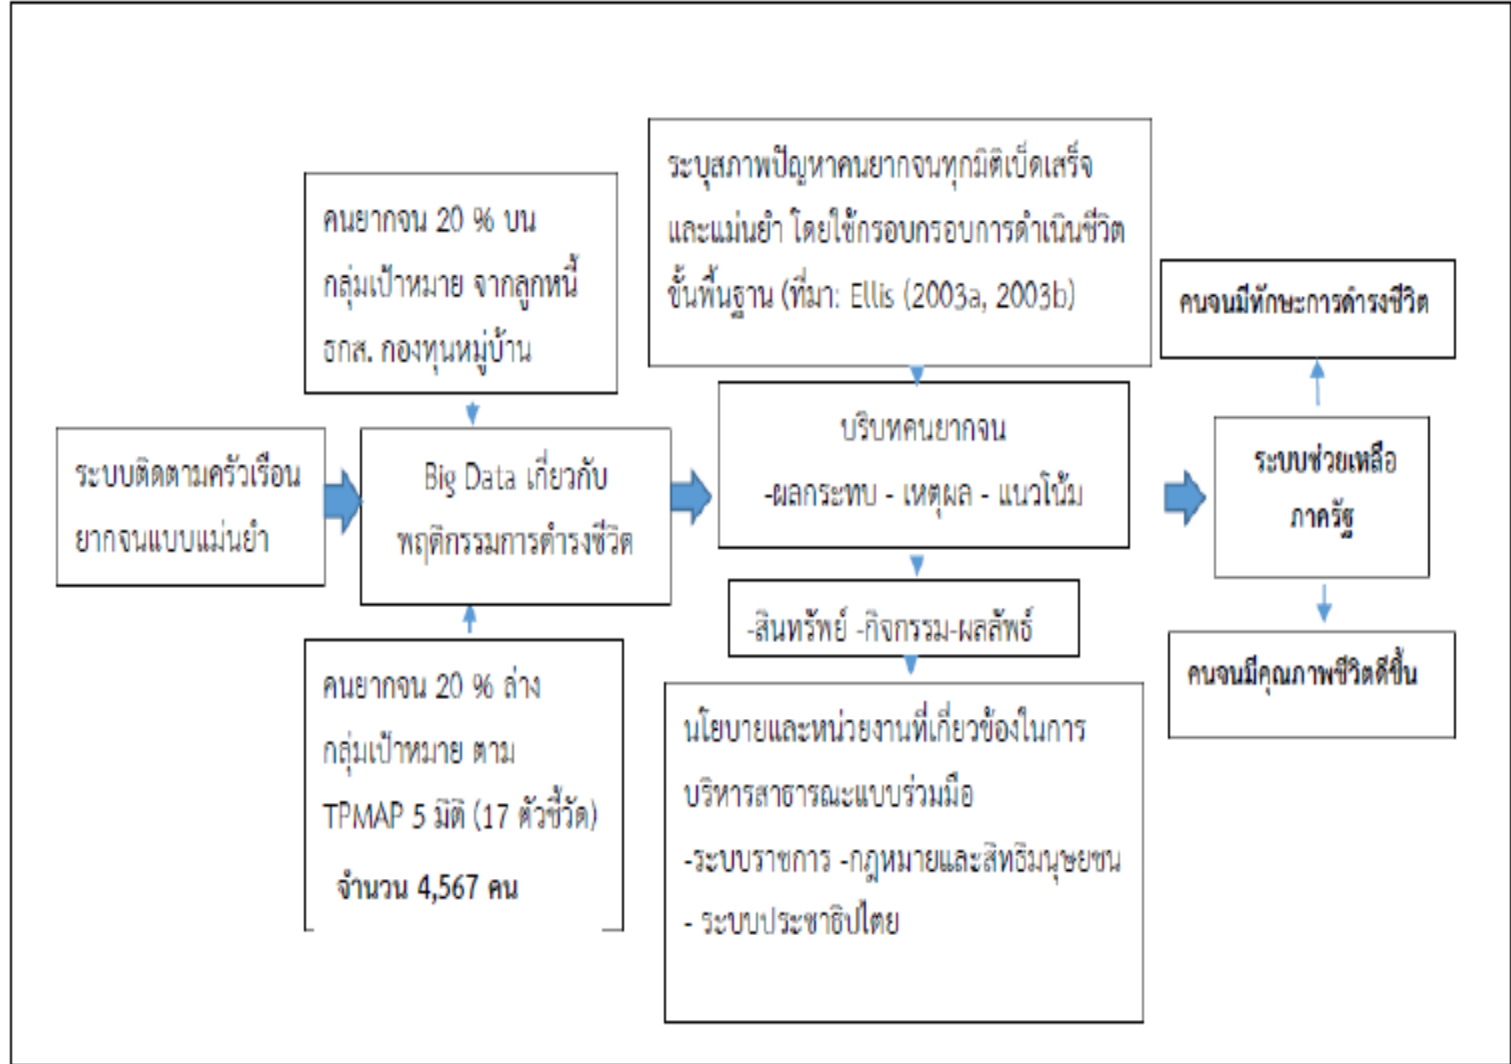 ระบบติดตามครัวเรือน
ยากจนแบบแม่นยำ
คนยากจน 20 % บน
กลุ่มเป้าหมาย จากลูกหนี้
ธกส. กองทุนหมู่บ้าน
Big Data เกี่ยวกับ
พฤติกรรมการดำรงชีวิต
คนยากจน 20 % ล่าง
กลุ่มเป้าหมาย ตาม
TPMAP 5 มิติ (17 ตัวชี้วัด)
จำนวน 4,567 คน
ระบุสภาพปัญหาคนยากจนทุกมิติเบ็ดเสร็จ
และแม่นยำ โดยใช้กรอบกรอบการดำเนินชีวิต
ขั้นพื้นฐาน (ที่มา: Ellis (2003a, 2003b)
บริบทคนยากจน
-ผลกระทบ - เหตุผล - แนวโน้ม
-สินทรัพย์ -กิจกรรม-ผลลัพธ์
นโยบายและหน่วยงานที่เกี่ยวข้องในการ
บริหารสาธารณะแบบร่วมมือ
-ระบบราชการ -กฎหมายและสิทธิมนุษยชน
- ระบบประชาธิปไตย
คนจนมีทักษะการดำรงชีวิต
ระบบช่วยเหลือ
ภาครัฐ
คนจนมีคุณภาพชีวิตดีขึ้น